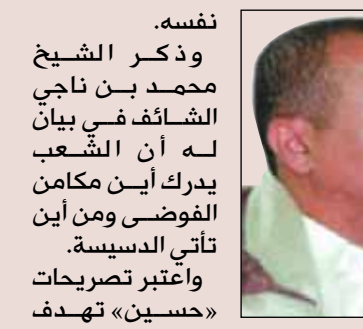 نفسه.
وذكر الشيخ
محمد بن ناجي
الشائف في بيان
له أن الشعب
يدرك أين مكامن
الفوضى ومن أين
تأتي الدسيسة.
واعتبر تصريحات
«حسين» تهدف